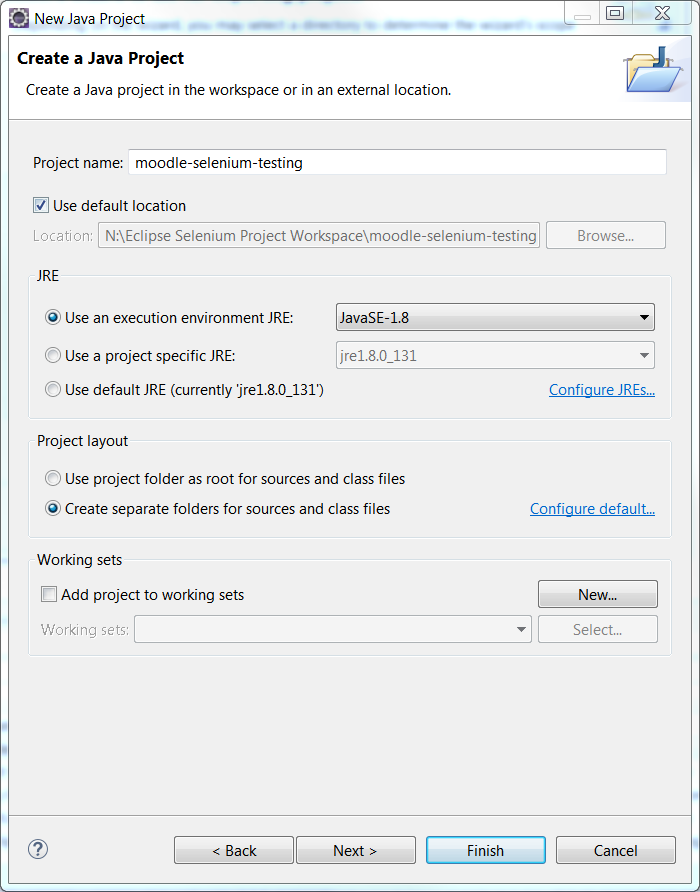 New Java Project
Create a Java Project
Create a Java project in the workspace or in an external location.
Project name: moodle-selenium-testing
Use default location
Location: N:\Eclipse Selenium Project Workspace\moodle-selenium-testing Browse...
JRE
Use an execution environment JRE: JavaSE-1.8
Use a project specific JRE: jre1.8.0_131
Use default JRE (currently 'jre1.8.0_131') Configure JREs...
Project layout
Use project folder as root for sources and class files
Create separate folders for sources and class files Configure default...
Working sets
Add project to working sets New...
Working sets: Select...
? < Back Next > Finish Cancel